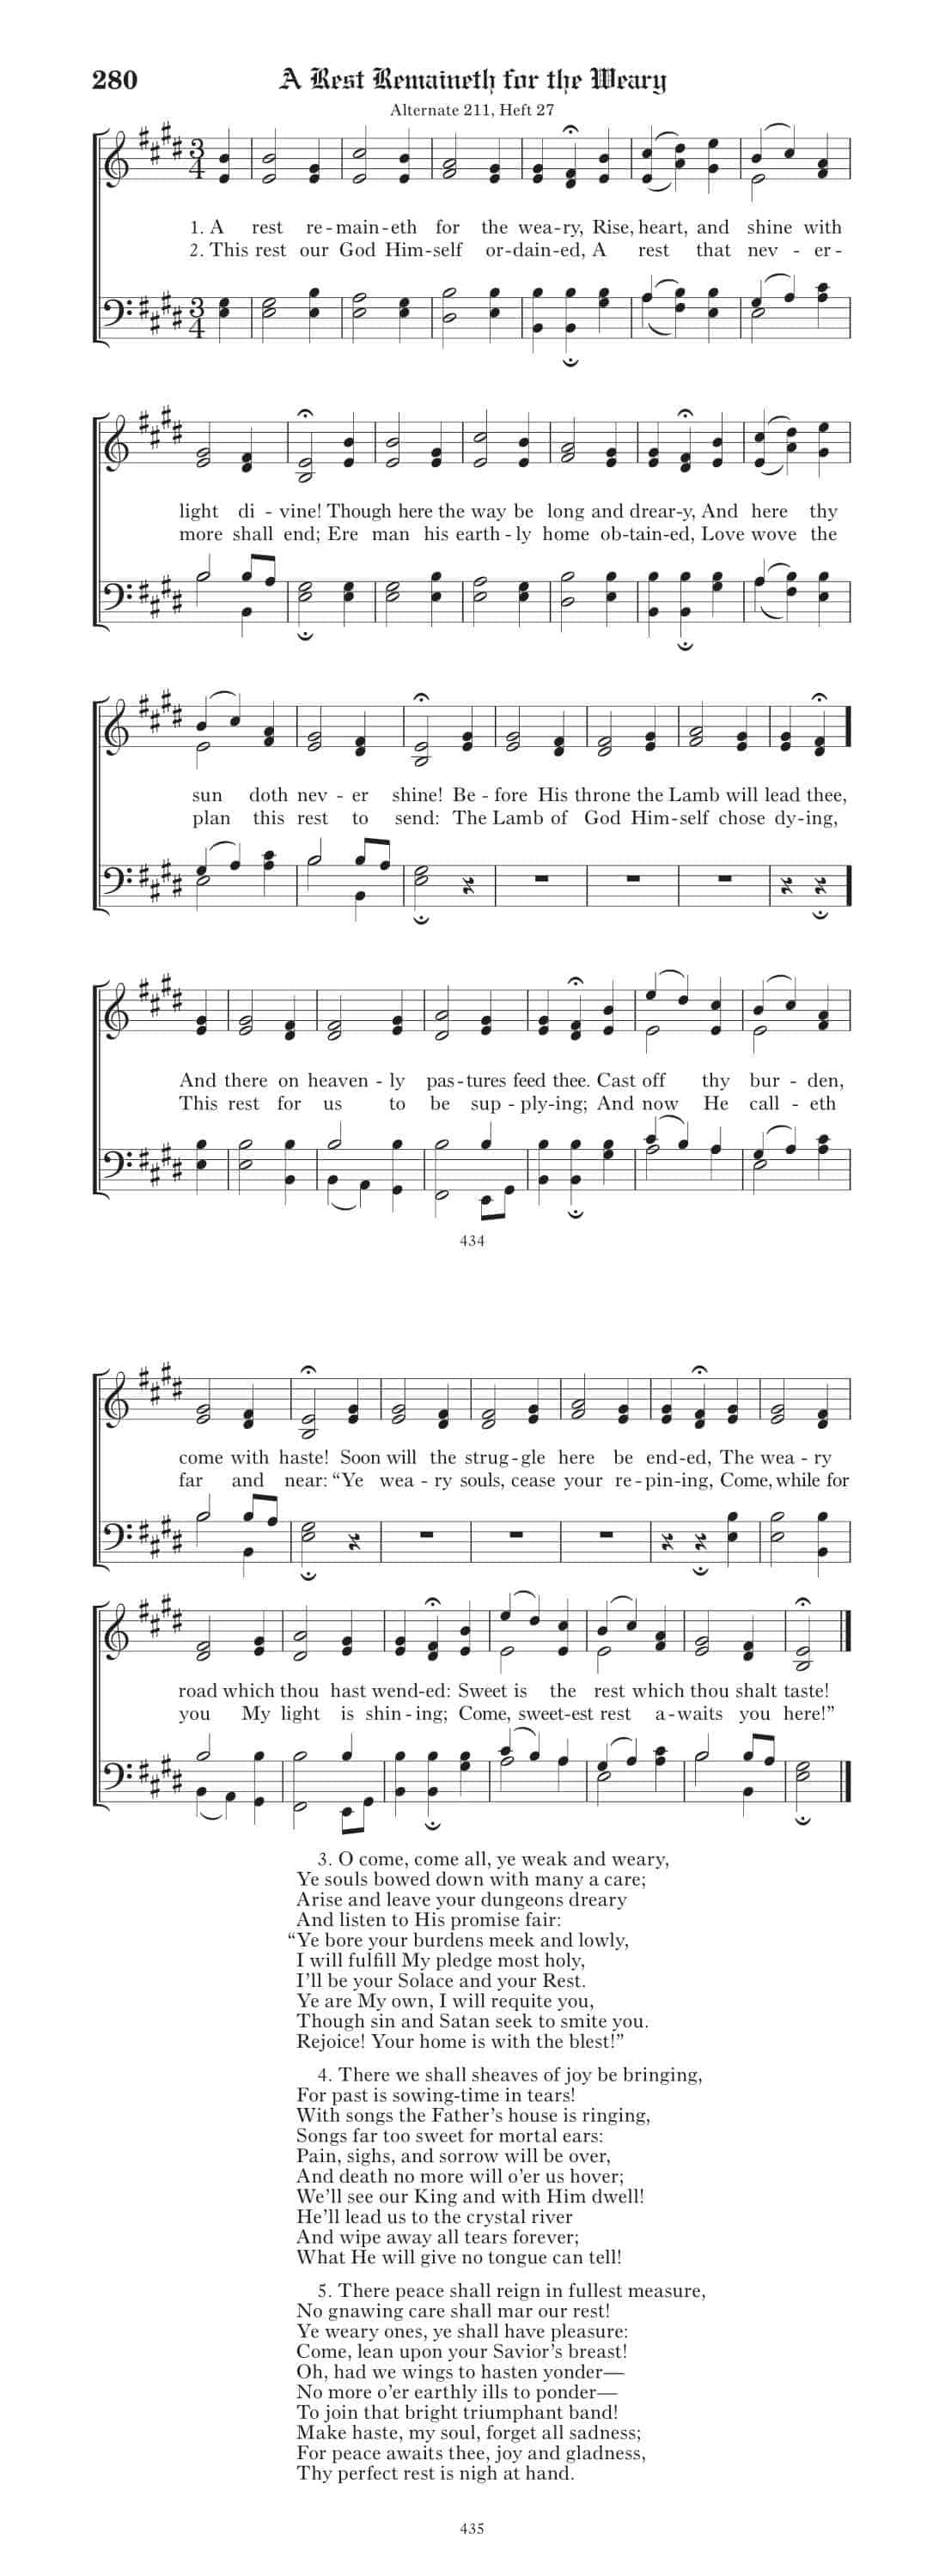 280
A Rest Remaineth for the Weary
Alternate 211, Heft 27
1. A rest re-main-eth for the wea-ry, Rise, heart, and shine with
2. This rest our God Him-self or-dain-ed, A rest that nev - er-
light di - vine! Though here the way be long and drear-y, And here thy
more shall end; Ere man his earth - ly home ob-tain-ed, Love wove the
sun doth nev - er shine! Be - fore His throne the Lamb will lead thee,
plan this rest to send: The Lamb of God Him-self chose dy-ing,
And there on heaven - ly pas-tures feed thee. Cast off thy bur - den,
This rest for us to be sup - ply-ing; And now He call - eth
434
come with haste! Soon will the strug-gle here be end-ed, The wea - ry
far and near: “Ye wea - ry souls, cease your re-pin-ing, Come, while for
road which thou hast wend-ed: Sweet is the rest which thou shalt taste!
you My light is shin - ing; Come, sweet-est rest a-waits you here!”
3. O come, come all, ye weak and weary,
Ye souls bowed down with many a care;
Arise and leave your dungeons dreary
And listen to His promise fair:
“Ye bore your burdens meek and lowly,
I will fulfill My pledge most holy,
I’ll be your Solace and your Rest.
Ye are My own, I will requite you,
Though sin and Satan seek to smite you.
Rejoice! Your home is with the blest!”
4. There we shall sheaves of joy be bringing,
For past is sowing-time in tears!
With songs the Father’s house is ringing,
Songs far too sweet for mortal ears:
Pain, sighs, and sorrow will be over,
And death no more will o’er us hover;
We’ll see our King and with Him dwell!
He’ll lead us to the crystal river
And wipe away all tears forever;
What He will give no tongue can tell!
5. There peace shall reign in fullest measure,
No gnawing care shall mar our rest!
Ye weary ones, ye shall have pleasure:
Come, lean upon your Savior’s breast!
Oh, had we wings to hasten yonder—
No more o’er earthly ills to ponder—
To join that bright triumphant band!
Make haste, my soul, forget all sadness;
For peace awaits thee, joy and gladness,
Thy perfect rest is nigh at hand.
435